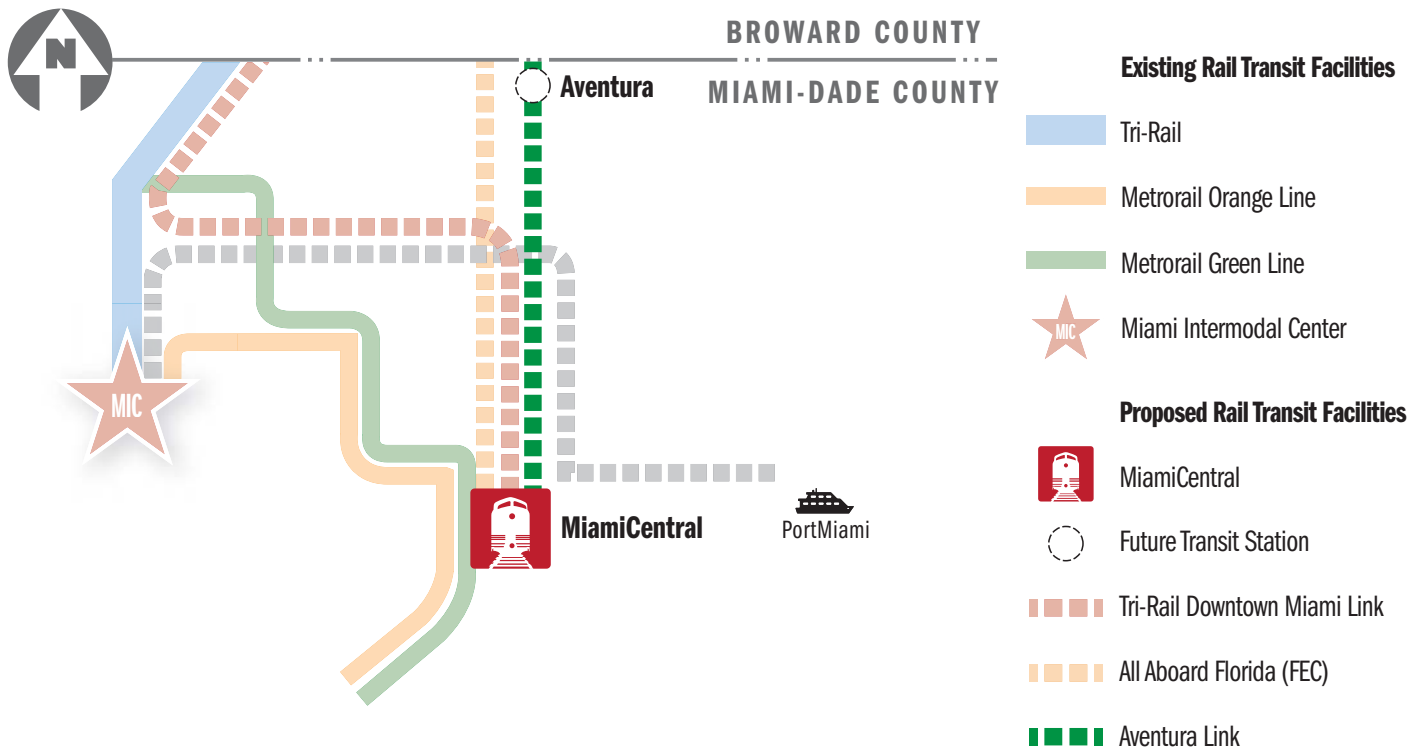 N
BROWARD COUNTY
MIAMI-DADE COUNTY
Aventura
MIC
MiamiCentral
PortMiami
Existing Rail Transit Facilities
Tri-Rail
Metrorail Orange Line
Metrorail Green Line
MIC
Miami Intermodal Center
Proposed Rail Transit Facilities
MiamiCentral
Future Transit Station
Tri-Rail Downtown Miami Link
All Aboard Florida (FEC)
Aventura Link